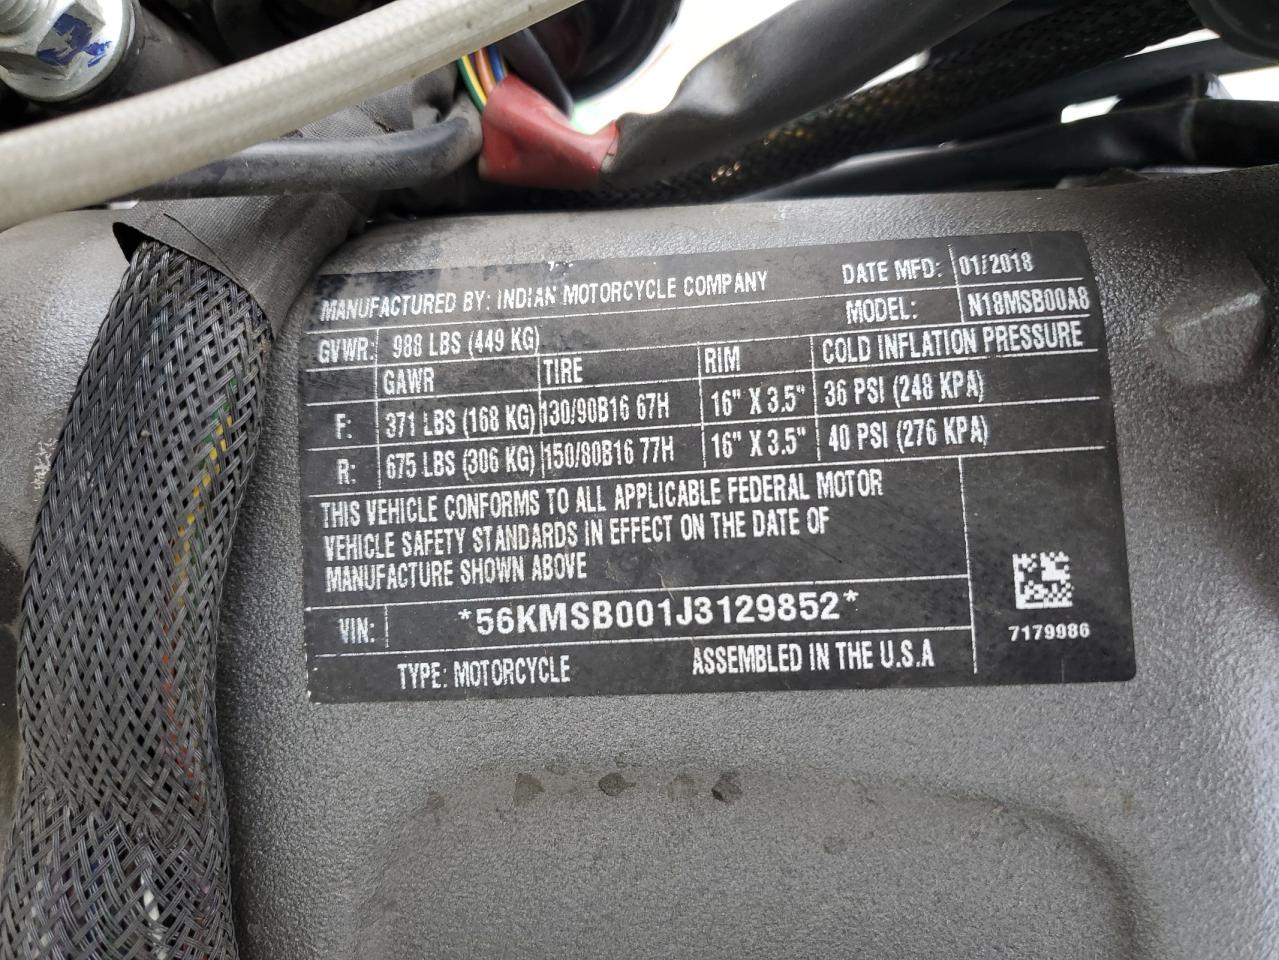 MANUFACTURED BY: INDIAN MOTORCYCLE COMPANY DATE MFD: 01/2018
MODEL: N18MSB00A8
GVWR: 988 LBS (449 KG)
GAWR TIRE RIM COLD INFLATION PRESSURE
F: 371 LBS (168 KG) 130/90B16 67H 16" X 3.5" 36 PSI (248 KPA)
R: 675 LBS (306 KG) 150/80B16 77H 16" X 3.5" 40 PSI (276 KPA)
THIS VEHICLE CONFORMS TO ALL APPLICABLE FEDERAL MOTOR
VEHICLE SAFETY STANDARDS IN EFFECT ON THE DATE OF
MANUFACTURE SHOWN ABOVE
VIN: *56KMSB001J3129852*
7179986
TYPE: MOTORCYCLE ASSEMBLED IN THE U.S.A